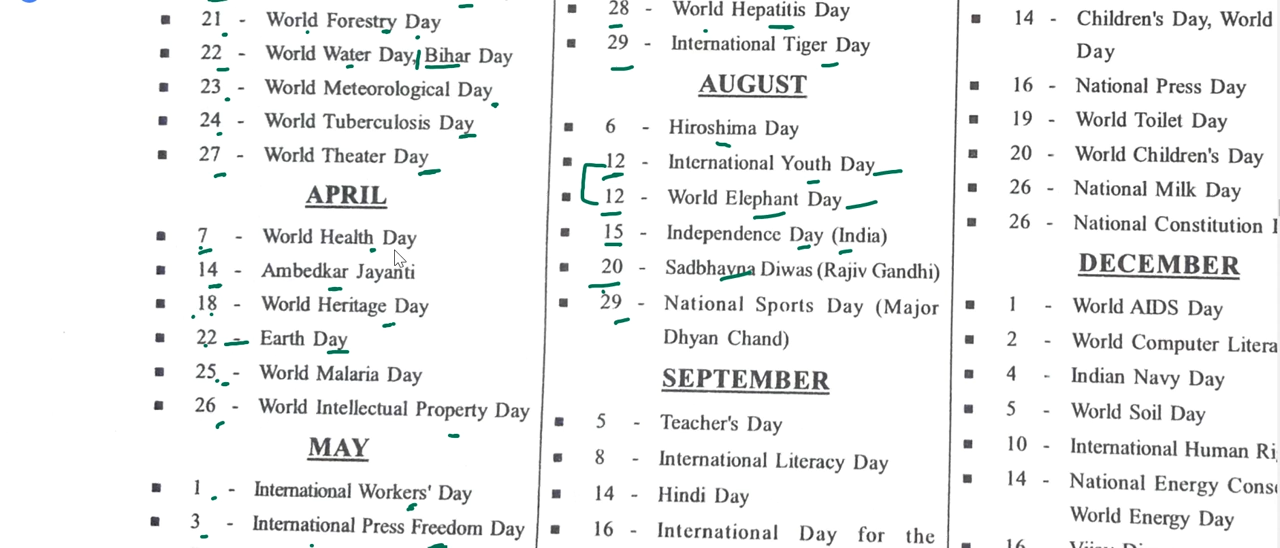 21 - World Forestry Day
22 - World Water Day, Bihar Day
23 - World Meteorological Day
24 - World Tuberculosis Day
27 - World Theater Day
APRIL
7 - World Health Day
14 - Ambedkar Jayanti
18 - World Heritage Day
22 - Earth Day
25 - World Malaria Day
26 - World Intellectual Property Day
MAY
1 - International Workers' Day
3 - International Press Freedom Day
28 - World Hepatitis Day
29 - International Tiger Day
AUGUST
6 - Hiroshima Day
12 - International Youth Day
12 - World Elephant Day
15 - Independence Day (India)
20 - Sadbhavna Diwas (Rajiv Gandhi)
29 - National Sports Day (Major
Dhyan Chand)
SEPTEMBER
5 - Teacher's Day
8 - International Literacy Day
14 - Hindi Day
16 - International Day for the
14 - Children's Day, World
Day
16 - National Press Day
19 - World Toilet Day
20 - World Children's Day
26 - National Milk Day
26 - National Constitution
DECEMBER
1 - World AIDS Day
2 - World Computer Litera
4 - Indian Navy Day
5 - World Soil Day
10 - International Human Ri
14 - National Energy Cons
World Energy Day
16